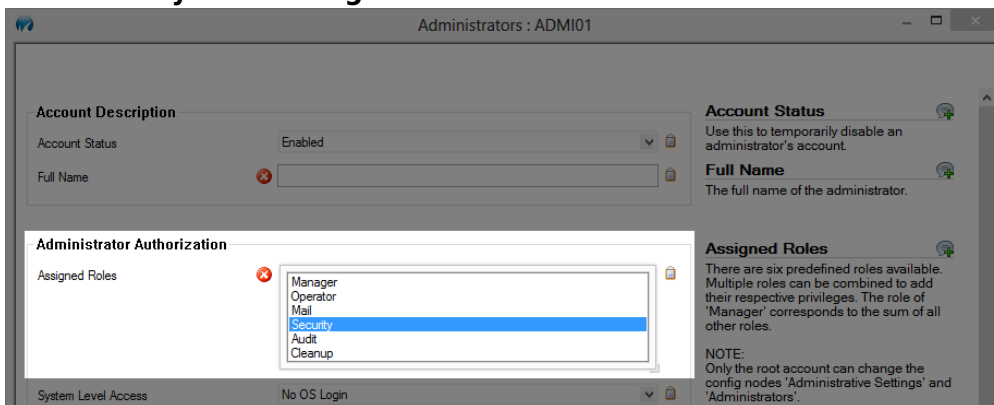 Administrators : ADMI01
Account Description
Account Status
Enabled
Full Name
Account Status
Use this to temporarily disable an
administrator's account.
Full Name
The full name of the administrator.
Administrator Authorization
Assigned Roles
Manager
Operator
Mail
Security
Audit
Cleanup
Assigned Roles
There are six predefined roles available.
Multiple roles can be combined to add
their respective privileges. The role of
'Manager' corresponds to the sum of all
other roles.
NOTE:
Only the root account can change the
config nodes 'Administrative Settings' and
'Administrators'.
System Level Access
No OS Login